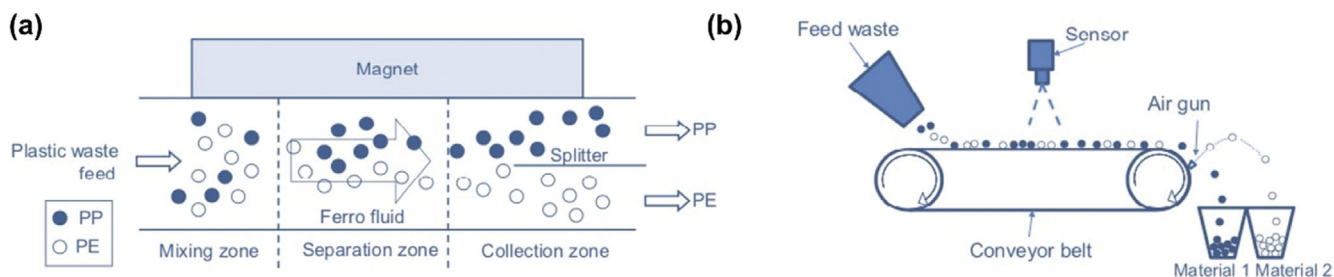 (a)
Magnet
Plastic waste
feed
PP
PE
Splitter
Ferro fluid
PP
PE
Mixing zone
Separation zone
Collection zone
(b)
Feed waste
Sensor
Air gun
Conveyor belt
Material 1
Material 2